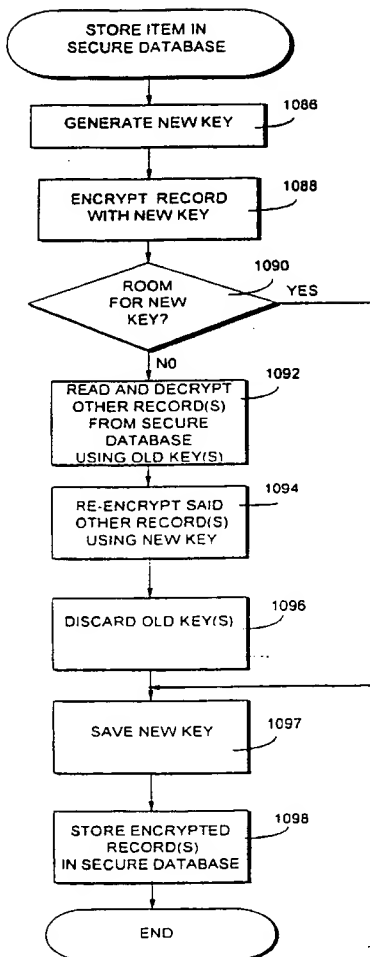 STORE ITEM IN
SECURE DATABASE
1086
GENERATE NEW KEY
1088
ENCRYPT RECORD
WITH NEW KEY
1090
ROOM
FOR NEW
KEY?
YES
NO
1092
READ AND DECRYPT
OTHER RECORD(S)
FROM SECURE
DATABASE
USING OLD KEY(S)
1094
RE-ENCRYPT SAID
OTHER RECORD(S)
USING NEW KEY
1096
DISCARD OLD KEY(S)
1097
SAVE NEW KEY
1098
STORE ENCRYPTED
RECORD(S)
IN SECURE DATABASE
END